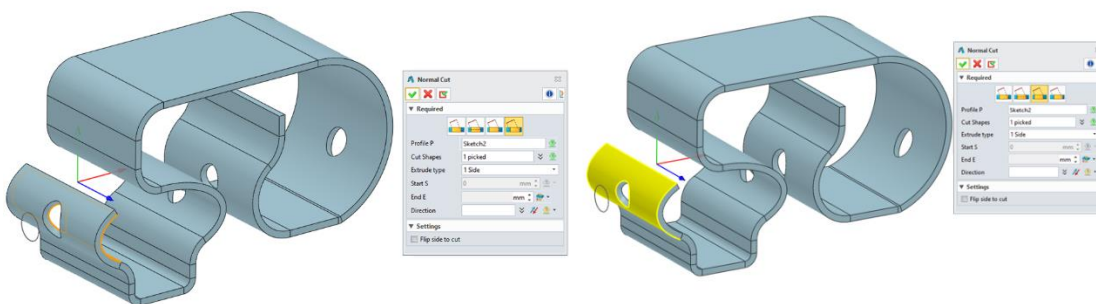 Normal Cut
Required
Profile P Sketch2
Cut Shapes 1 picked
Extrude type 1 Side
Start S 0 mm
End E mm
Direction
Settings
Flip side to cut
Normal Cut
Required
Profile P Sketch2
Cut Shapes 1 picked
Extrude type 1 Side
Start S 0 mm
End E mm
Direction
Settings
Flip side to cut